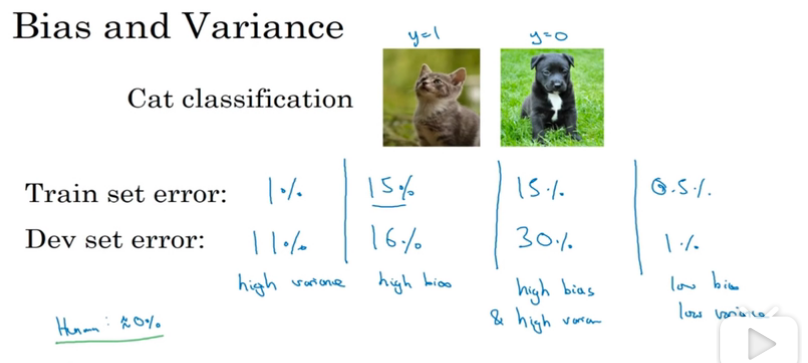 Bias and Variance
y=1 y=0
Cat classification
Train set error: 1% 15% 15% 0.5%
Dev set error: 11% 16% 30% 1%
high variance high bias high bias low bias
& high varian low variance
Human: ≈0%